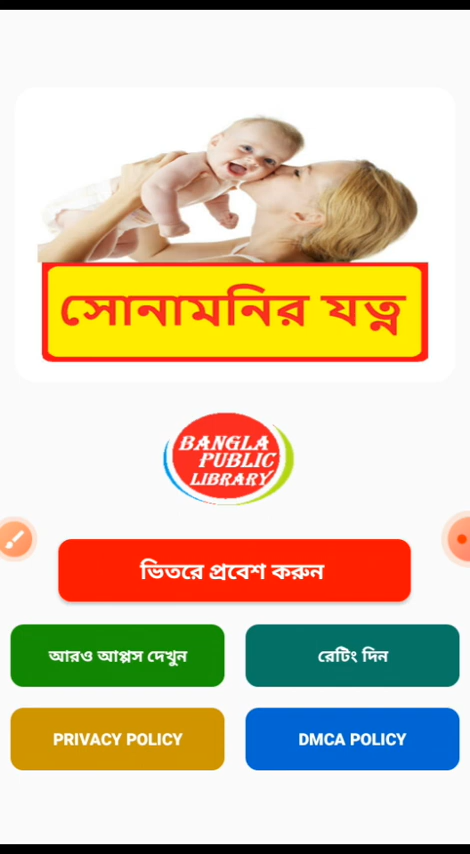 সোনামনির যত্ন
BANGLA
PUBLIC
LIBRARY
ভিতরে প্রবেশ করুন
আরও আপ্পস দেখুন
রেটিং দিন
PRIVACY POLICY
DMCA POLICY